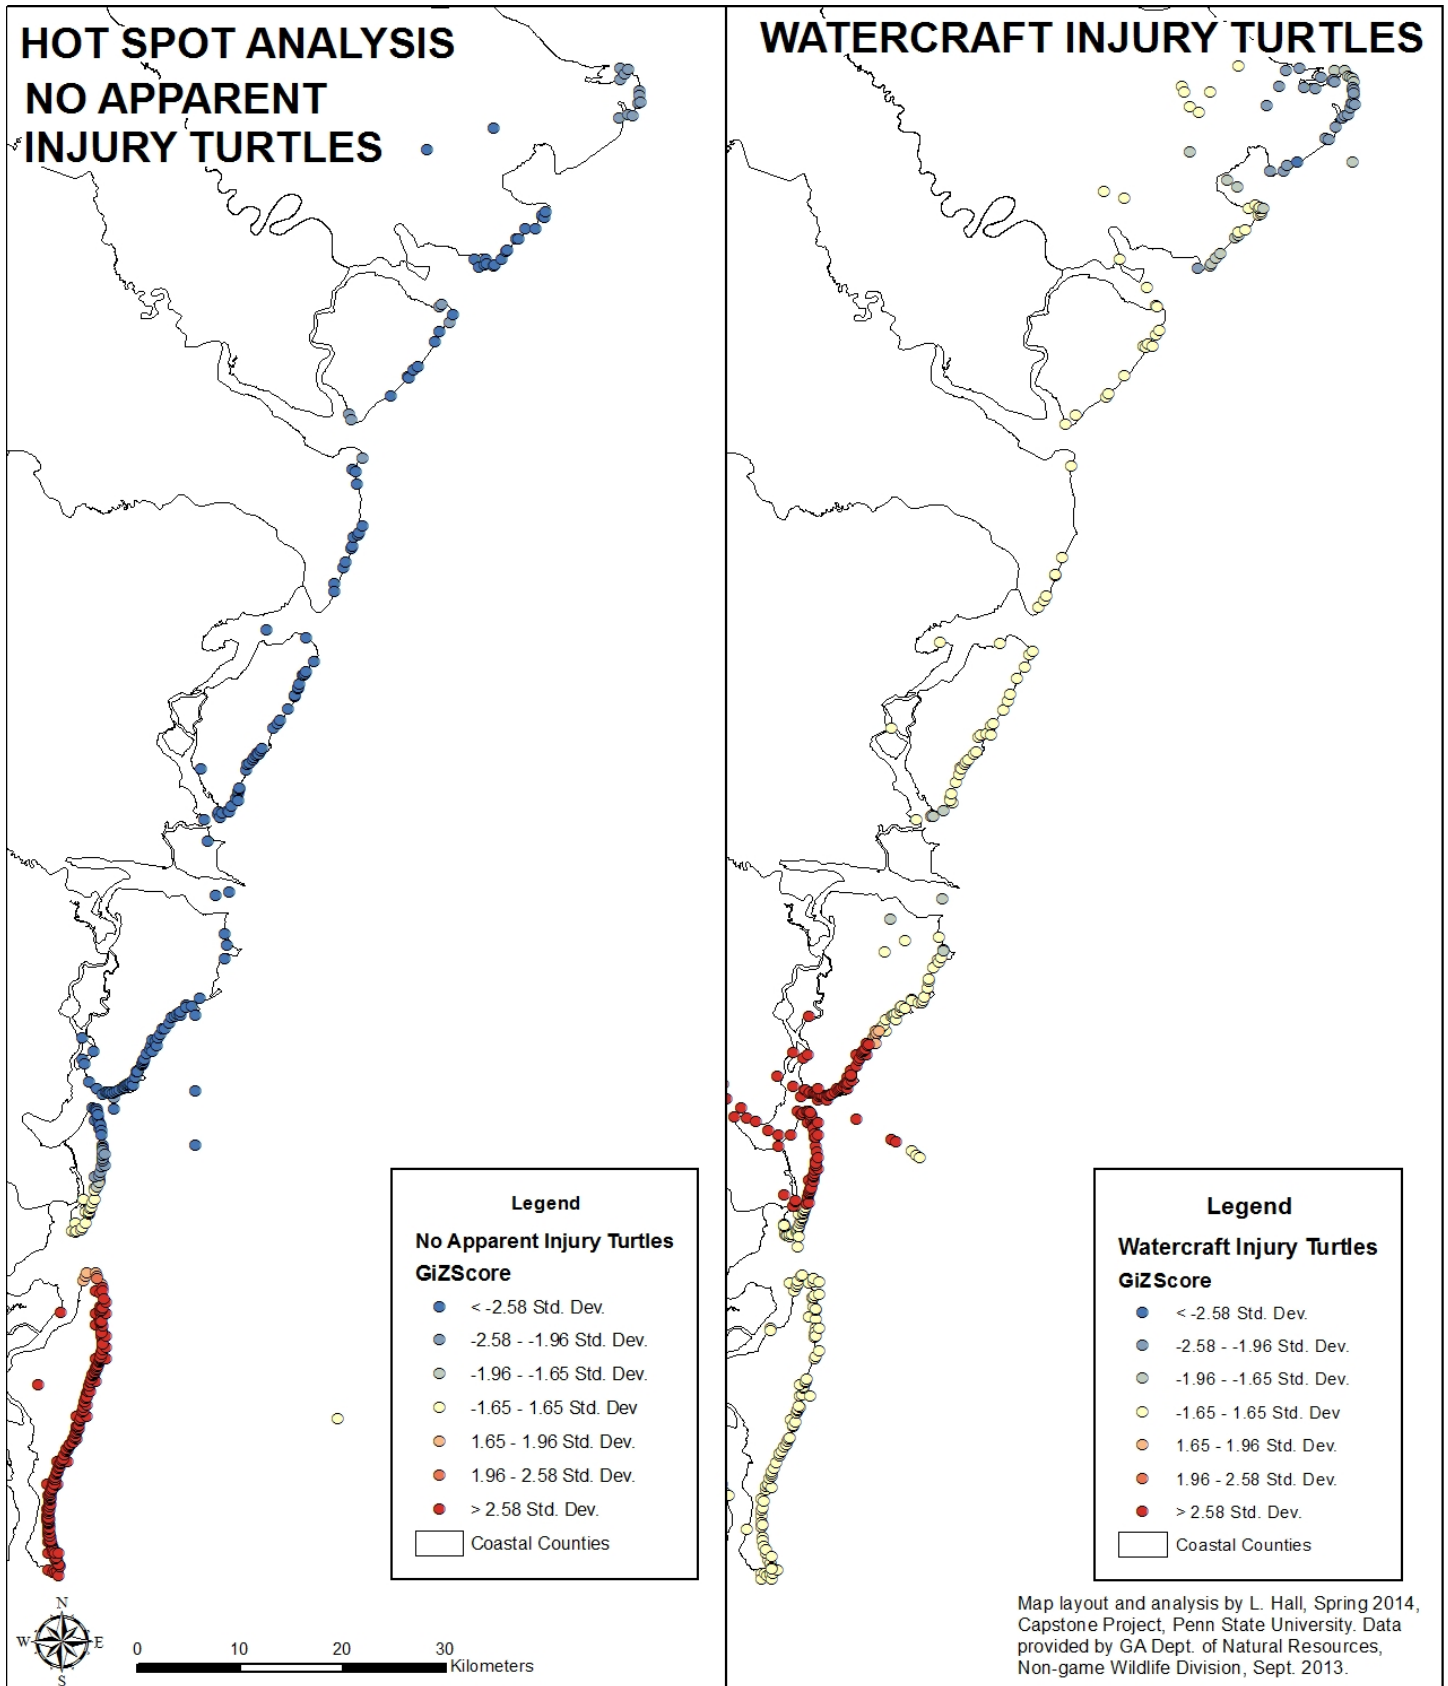 HOT SPOT ANALYSIS
NO APPARENT
INJURY TURTLES
Legend
No Apparent Injury Turtles
GiZScore
< -2.58 Std. Dev.
-2.58 - -1.96 Std. Dev.
-1.96 - -1.65 Std. Dev.
-1.65 - 1.65 Std. Dev
1.65 - 1.96 Std. Dev.
1.96 - 2.58 Std. Dev.
> 2.58 Std. Dev.
Coastal Counties
N
W E
S
0 10 20 30
Kilometers
WATERCRAFT INJURY TURTLES
Legend
Watercraft Injury Turtles
GiZScore
< -2.58 Std. Dev.
-2.58 - -1.96 Std. Dev.
-1.96 - -1.65 Std. Dev.
-1.65 - 1.65 Std. Dev
1.65 - 1.96 Std. Dev.
1.96 - 2.58 Std. Dev.
> 2.58 Std. Dev.
Coastal Counties
Map layout and analysis by L. Hall, Spring 2014,
Capstone Project, Penn State University. Data
provided by GA Dept. of Natural Resources,
Non-game Wildlife Division, Sept. 2013.